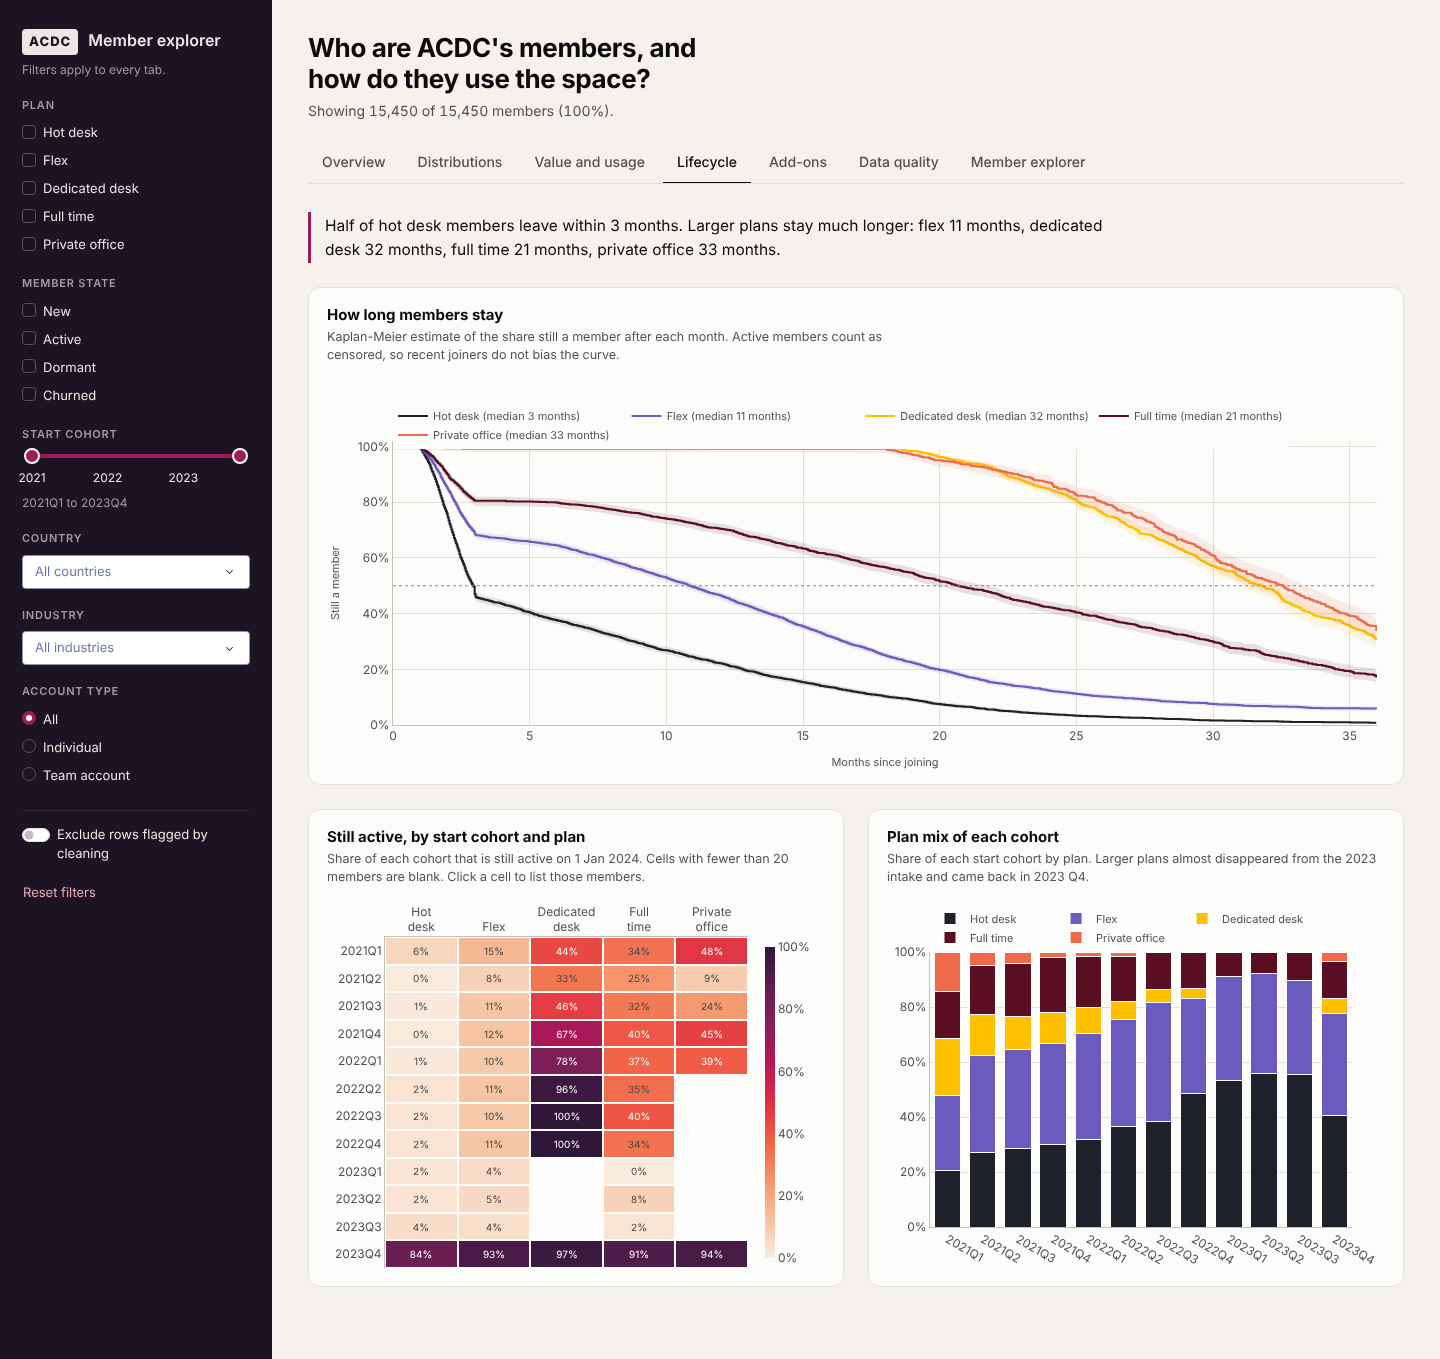 ACDC Member explorer
Filters apply to every tab.
PLAN
Hot desk
Flex
Dedicated desk
Full time
Private office
MEMBER STATE
New
Active
Dormant
Churned
START COHORT
2021 2022 2023
2021Q1 to 2023Q4
COUNTRY
All countries
INDUSTRY
All industries
ACCOUNT TYPE
All
Individual
Team account
Exclude rows flagged by
cleaning
Reset filters
Who are ACDC's members, and
how do they use the space?
Showing 15,450 of 15,450 members (100%).
Overview Distributions Value and usage Lifecycle Add-ons Data quality Member explorer
Half of hot desk members leave within 3 months. Larger plans stay much longer: flex 11 months, dedicated
desk 32 months, full time 21 months, private office 33 months.
How long members stay
Kaplan-Meier estimate of the share still a member after each month. Active members count as
censored, so recent joiners do not bias the curve.
Hot desk (median 3 months) Flex (median 11 months) Dedicated desk (median 32 months) Full time (median 21 months)
Private office (median 33 months)
100%
80%
60%
40%
20%
0%
Still a member
0 5 10 15 20 25 30 35
Months since joining
Still active, by start cohort and plan
Share of each cohort that is still active on 1 Jan 2024. Cells with fewer than 20
members are blank. Click a cell to list those members.
Hot desk Flex Dedicated desk Full time Private office
2021Q1 6% 15% 44% 34% 48%
2021Q2 0% 8% 33% 25% 9%
2021Q3 1% 11% 46% 32% 24%
2021Q4 0% 12% 67% 40% 45%
2022Q1 1% 10% 78% 37% 39%
2022Q2 2% 11% 96% 35%
2022Q3 2% 10% 100% 40%
2022Q4 2% 11% 100% 34%
2023Q1 2% 4% 0%
2023Q2 2% 5% 8%
2023Q3 4% 4% 2%
2023Q4 84% 93% 97% 91% 94%
100%
80%
60%
40%
20%
0%
Plan mix of each cohort
Share of each start cohort by plan. Larger plans almost disappeared from the 2023
intake and came back in 2023 Q4.
Hot desk Flex Dedicated desk
Full time Private office
100%
80%
60%
40%
20%
0%
2021Q1 2021Q2 2021Q3 2021Q4 2022Q1 2022Q2 2022Q3 2022Q4 2023Q1 2023Q2 2023Q3 2023Q4